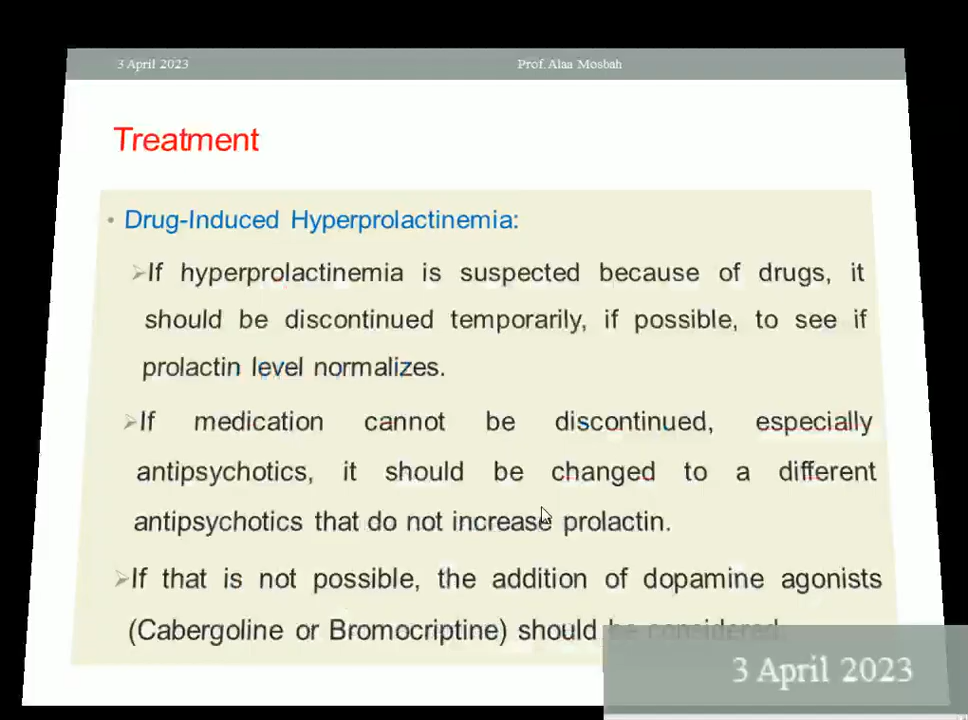 3 April 2023 Prof. Alaa Mosbah
Treatment
• Drug-Induced Hyperprolactinemia:
➢If hyperprolactinemia is suspected because of drugs, it
should be discontinued temporarily, if possible, to see if
prolactin level normalizes.
➢If medication cannot be discontinued, especially
antipsychotics, it should be changed to a different
antipsychotics that do not increase prolactin.
➢If that is not possible, the addition of dopamine agonists
(Cabergoline or Bromocriptine) should be considered.
3 April 2023